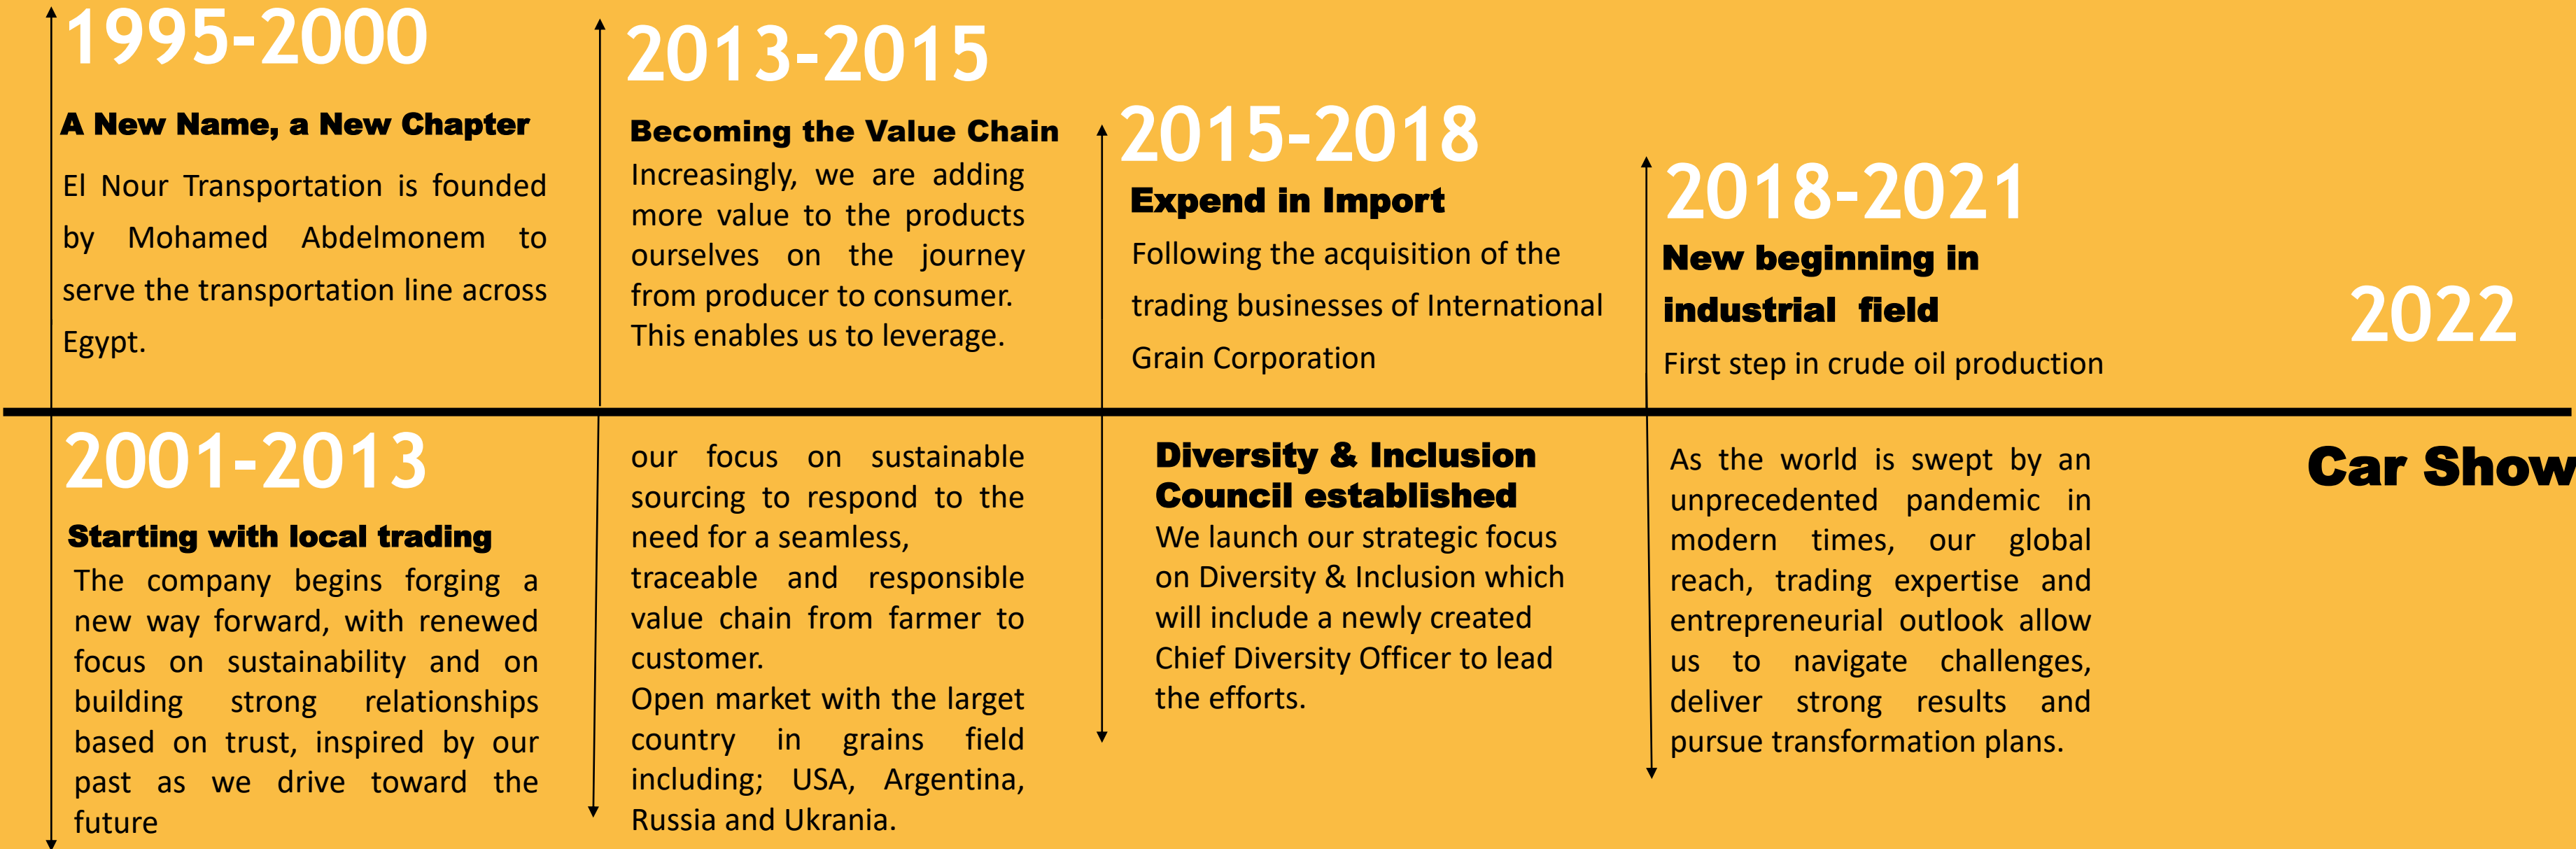 1995-2000
A New Name, a New Chapter
El Nour Transportation is founded
by Mohamed Abdelmonem to
serve the transportation line across
Egypt.
2001-2013
Starting with local trading
The company begins forging a
new way forward, with renewed
focus on sustainability and on
building strong relationships
based on trust, inspired by our
past as we drive toward the
future
2013-2015
Becoming the Value Chain
Increasingly, we are adding
more value to the products
ourselves on the journey
from producer to consumer.
This enables us to leverage.
our focus on sustainable
sourcing to respond to the
need for a seamless,
traceable and responsible
value chain from farmer to
customer.
Open market with the larget
country in grains field
including; USA, Argentina,
Russia and Ukrania.
2015-2018
Expend in Import
Following the acquisition of the
trading businesses of International
Grain Corporation
Diversity & Inclusion
Council established
We launch our strategic focus
on Diversity & Inclusion which
will include a newly created
Chief Diversity Officer to lead
the efforts.
2018-2021
New beginning in
industrial field
First step in crude oil production
As the world is swept by an
unprecedented pandemic in
modern times, our global
reach, trading expertise and
entrepreneurial outlook allow
us to navigate challenges,
deliver strong results and
pursue transformation plans.
2022
Car Show